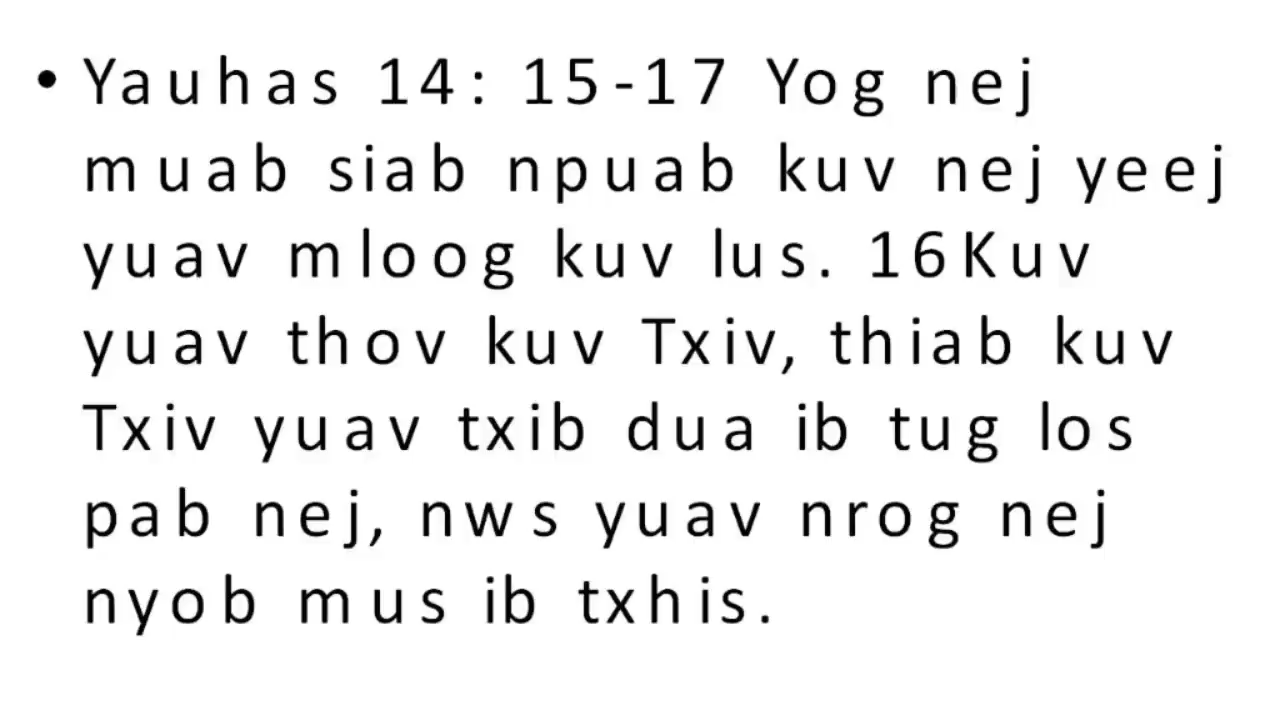 • Yauhas 14: 15-17 Yog nej
muab siab npuab kuv nej yeej
yuav mloog kuv lus. 16Kuv
yuav thov kuv Txiv, thiab kuv
Txiv yuav txib dua ib tug los
pab nej, nws yuav nrog nej
nyob mus ib txhis.